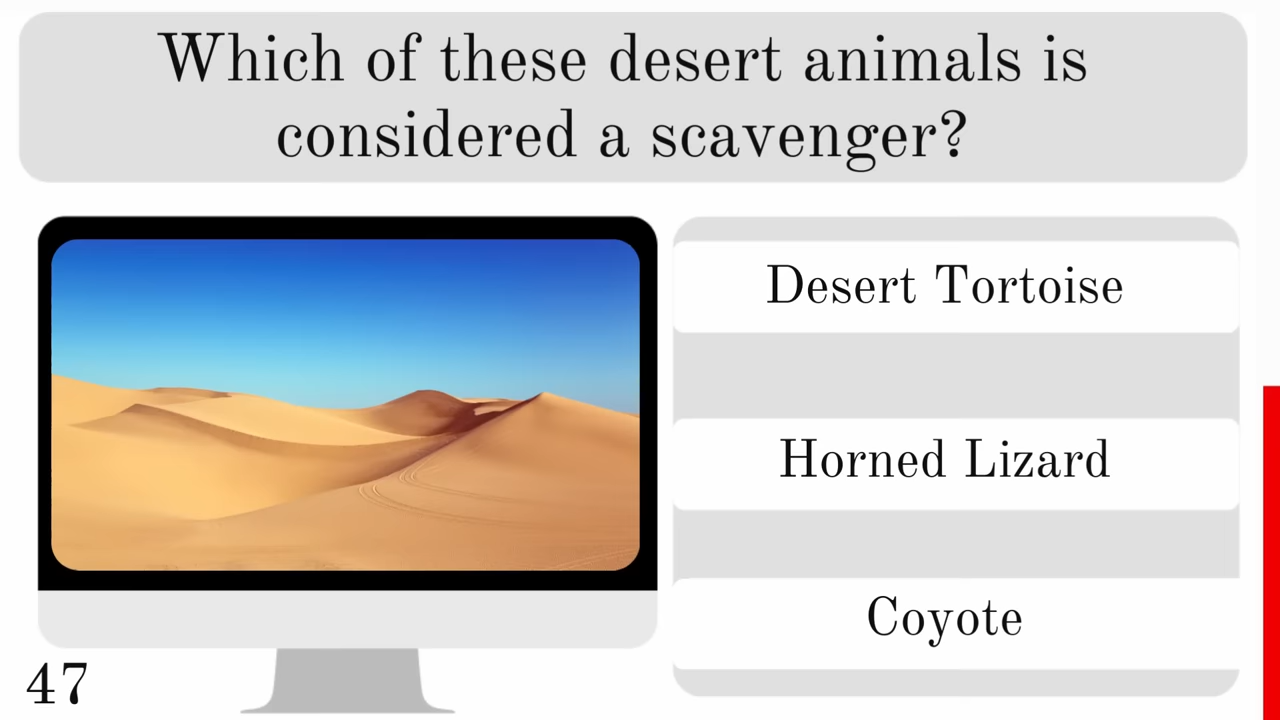 Which of these desert animals is
considered a scavenger?
Desert Tortoise
Horned Lizard
Coyote
47